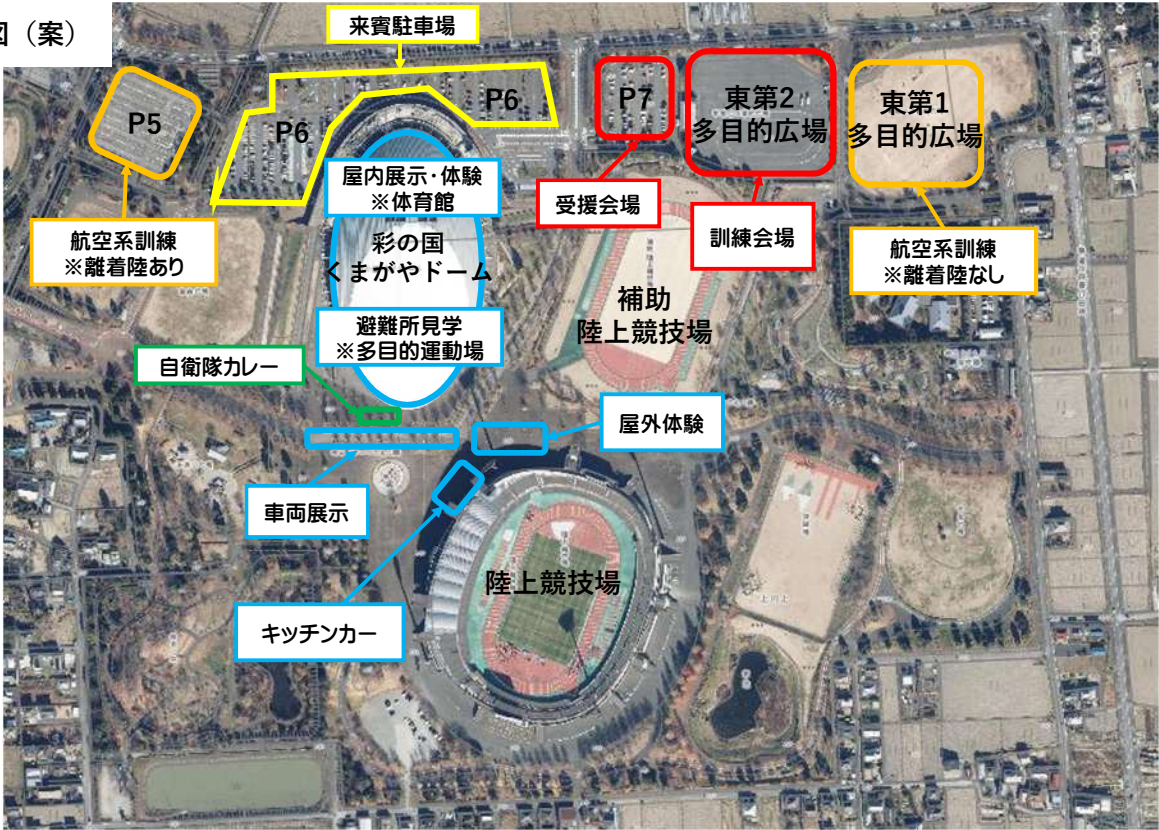 図（案）
来賓駐車場
P5
P6
P6
P7
東第2
多目的広場
東第1
多目的広場
屋内展示・体験
※体育館
受援会場
訓練会場
航空系訓練
※離着陸あり
航空系訓練
※離着陸なし
彩の国
くまがやドーム
補助
陸上競技場
避難所見学
※多目的運動場
自衛隊カレー
屋外体験
車両展示
陸上競技場
キッチンカー